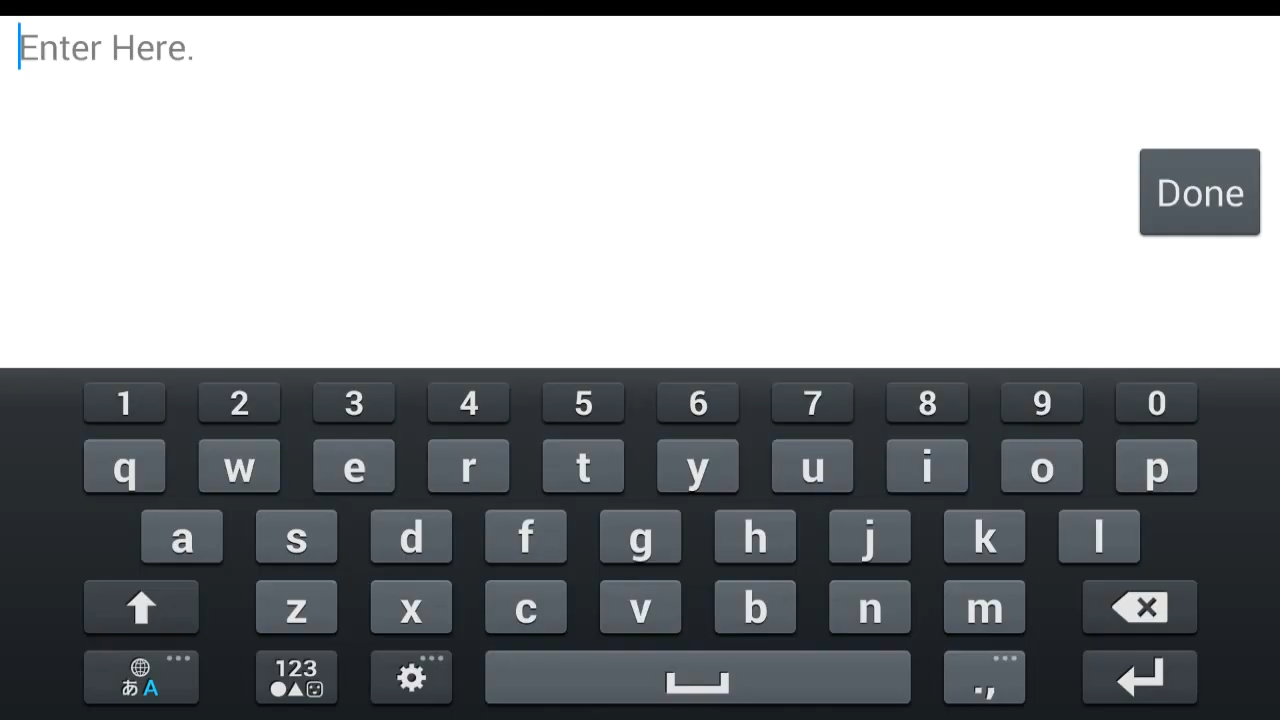 Enter Here.
Done
1 2 3 4 5 6 7 8 9 0
q w e r t y u i o p
a s d f g h j k l
z x c v b n m
あA 123 .,